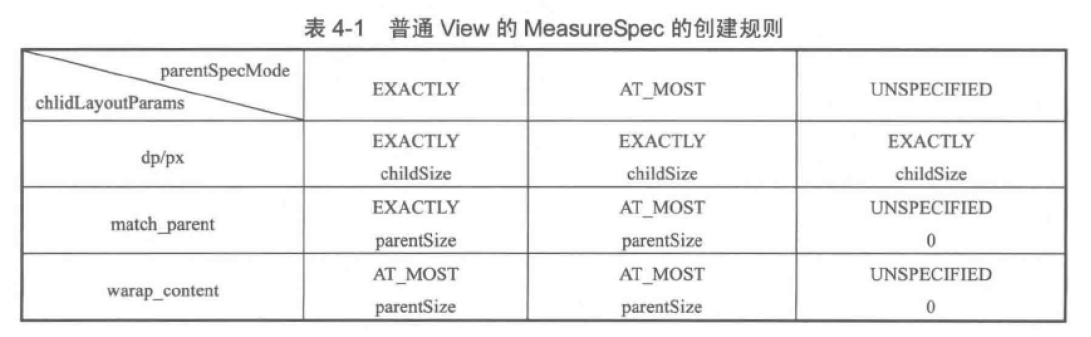 表 4-1 普通 View 的 MeasureSpec 的创建规则
parentSpecMode
chlidLayoutParams
EXACTLY
AT_MOST
UNSPECIFIED
dp/px
EXACTLY
childSize
EXACTLY
childSize
EXACTLY
childSize
match_parent
EXACTLY
parentSize
AT_MOST
parentSize
UNSPECIFIED
0
warap_content
AT_MOST
parentSize
AT_MOST
parentSize
UNSPECIFIED
0